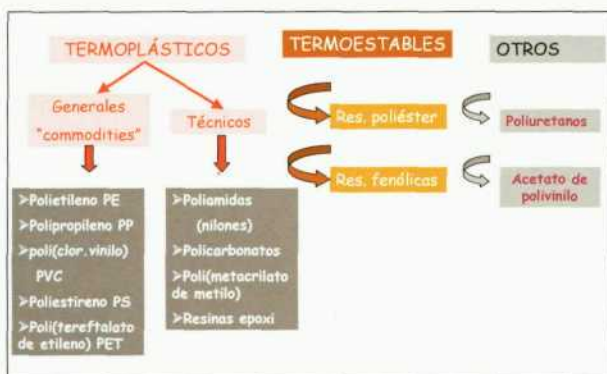 TERMOPLÁSTICOS
Generales
"commodities"
Técnicos
➤Polietileno PE
➤Polipropileno PP
➤poli(clor.vinilo)
PVC
➤Poliestireno PS
➤Poli(tereftalato
de etileno) PET
➤Poliamidas
(nilones)
➤Policarbonatos
➤Poli(metacrilato
de metilo)
➤Resinas epoxi
TERMOESTABLES
Res. poliéster
Res. fenólicas
OTROS
Poliuretanos
Acetato de
polivinilo